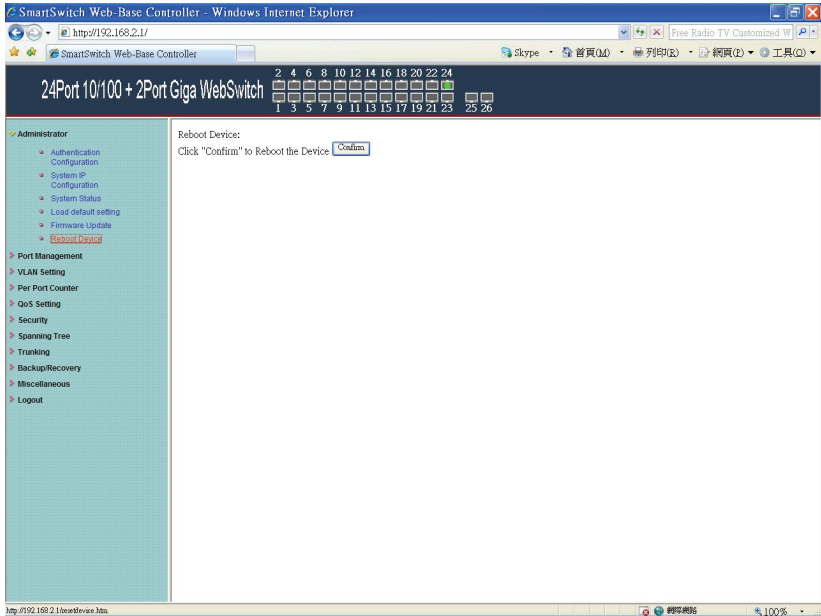 SmartSwitch Web-Base Controller - Windows Internet Explorer
http://192.168.2.1/
Free Radio TV Customized W
SmartSwitch Web-Base Controller
Skype 首頁(M) 列印(R) 網頁(P) 工具(O)
24Port 10/100 + 2Port Giga WebSwitch
2 4 6 8 10 12 14 16 18 20 22 24
1 3 5 7 9 11 13 15 17 19 21 23 25 26
Administrator
Authentication
Configuration
System IP
Configuration
System Status
Load default setting
Firmware Update
Reboot Device
Port Management
VLAN Setting
Per Port Counter
QoS Setting
Security
Spanning Tree
Trunking
Backup/Recovery
Miscellaneous
Logout
Reboot Device:
Click "Confirm" to Reboot the Device Confirm
http://192.168.2.1/resetdevice.htm
網際網路
100%